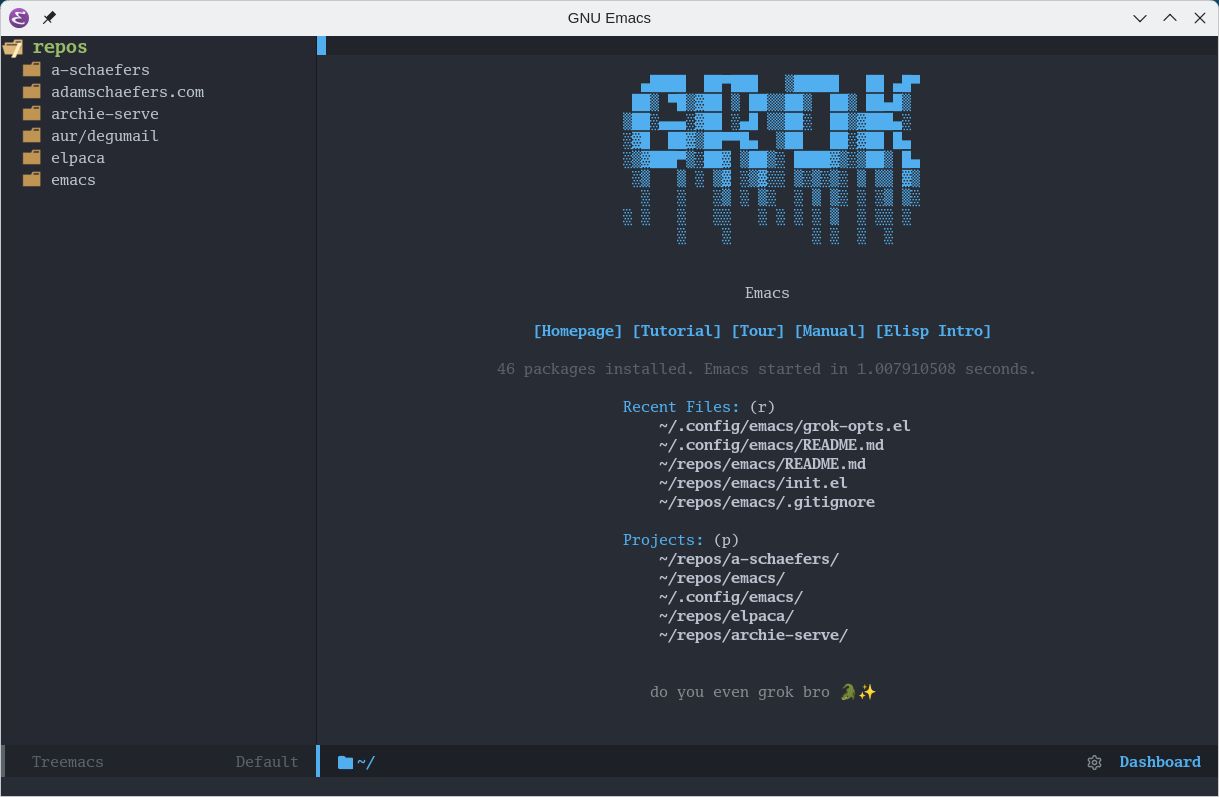 GNU Emacs
repos
a-schaefers
adamschaefers.com
archie-serve
aur/degumail
elpaca
emacs
GROK
Emacs
[Homepage] [Tutorial] [Tour] [Manual] [Elisp Intro]
46 packages installed. Emacs started in 1.007910508 seconds.
Recent Files: (r)
~/.config/emacs/grok-opts.el
~/.config/emacs/README.md
~/repos/emacs/README.md
~/repos/emacs/init.el
~/repos/emacs/.gitignore
Projects: (p)
~/repos/a-schaefers/
~/repos/emacs/
~/.config/emacs/
~/repos/elpaca/
~/repos/archie-serve/
do you even grok bro 🐊✨
Treemacs Default
~/ Dashboard